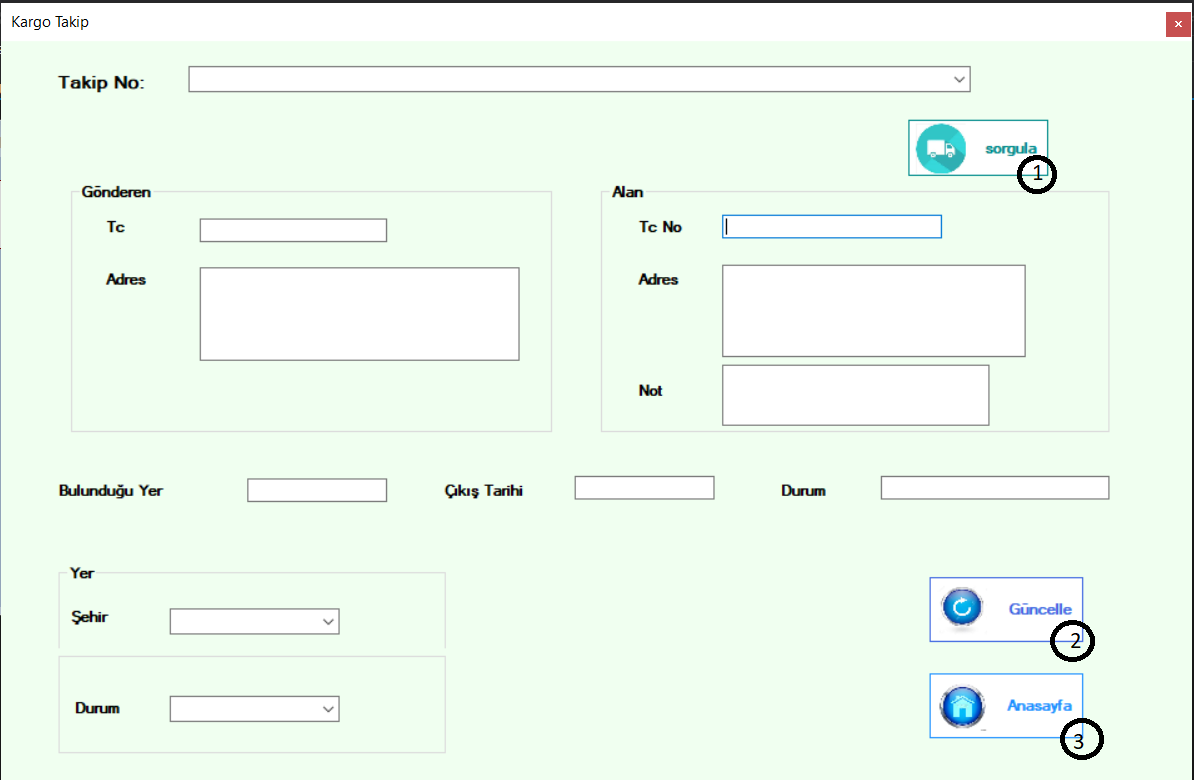 Kargo Takip
Takip No:
sorgula
1
Gönderen
Alan
Tc
Tc No
Adres
Adres
Not
Bulunduğu Yer
Çıkış Tarihi
Durum
Yer
Şehir
Güncelle
2
Durum
Anasayfa
3